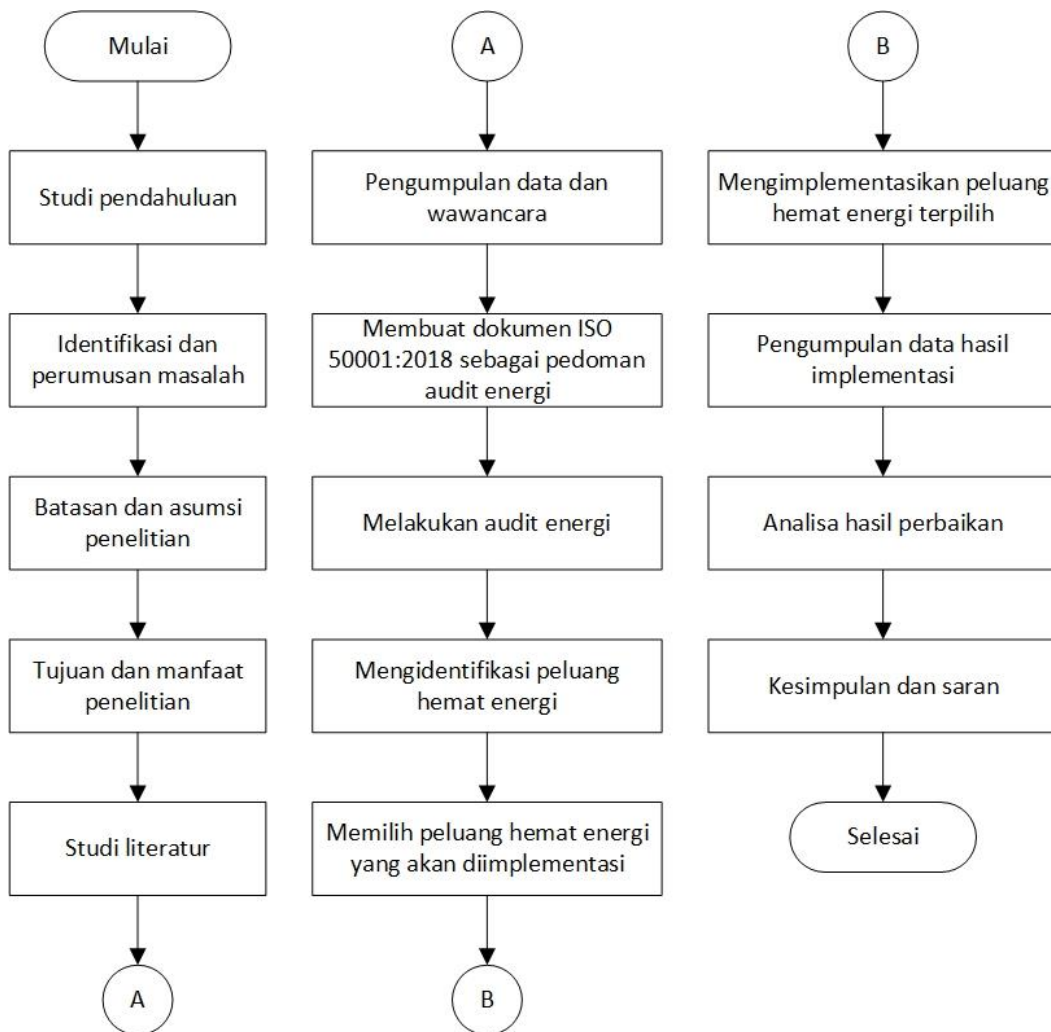 Mulai
Studi pendahuluan
Identifikasi dan
perumusan masalah
Batasan dan asumsi
penelitian
Tujuan dan manfaat
penelitian
Studi literatur
A
A
Pengumpulan data dan
wawancara
Membuat dokumen ISO
50001:2018 sebagai pedoman
audit energi
Melakukan audit energi
Mengidentifikasi peluang
hemat energi
Memilih peluang hemat energi
yang akan diimplementasi
B
B
Mengimplementasikan peluang
hemat energi terpilih
Pengumpulan data hasil
implementasi
Analisa hasil perbaikan
Kesimpulan dan saran
Selesai